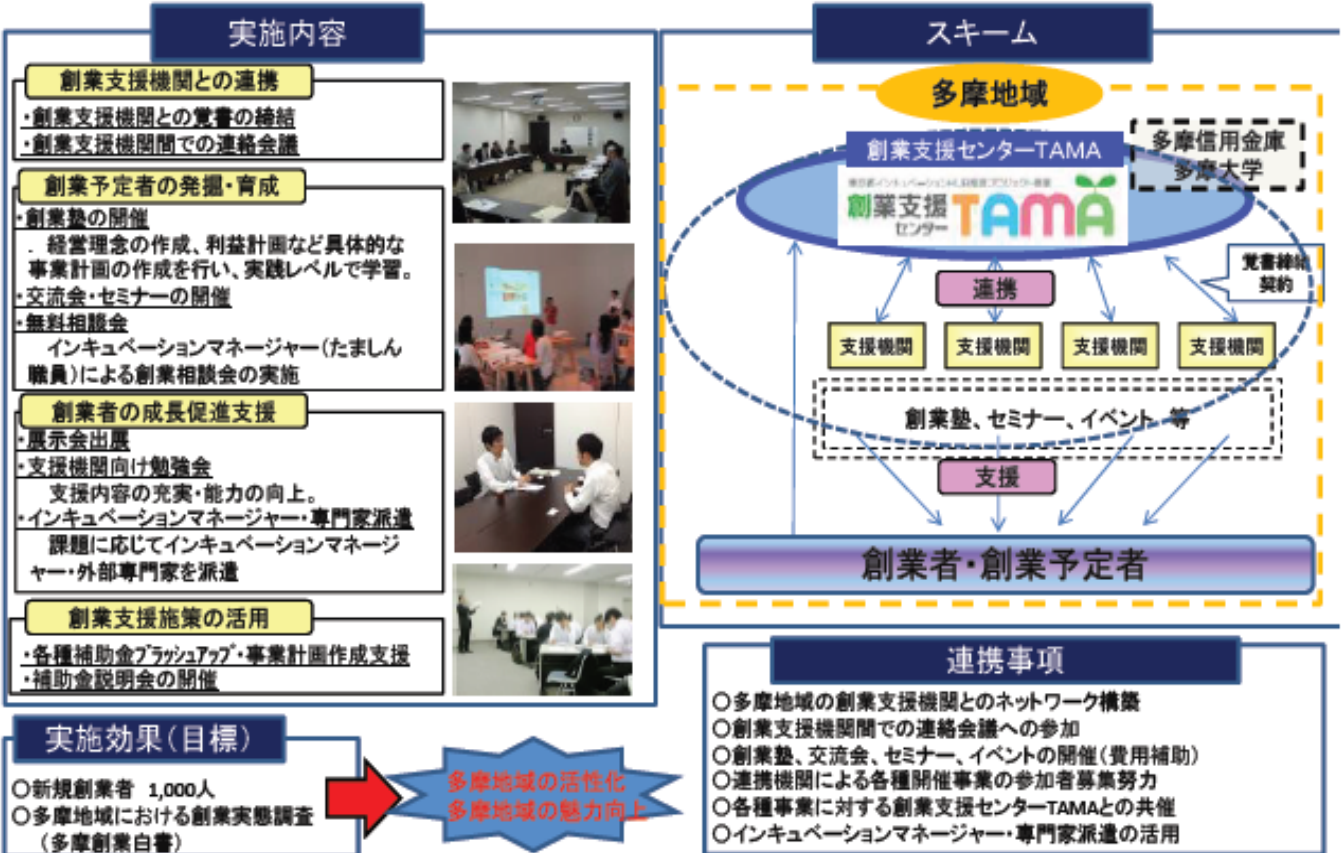 実施内容
創業支援機関との連携
・創業支援機関との覚書の締結
・創業支援機関間での連絡会議
創業予定者の発掘・育成
・創業塾の開催
． 経営理念の作成、利益計画など具体的な
事業計画の作成を行い、実践レベルで学習。
・交流会・セミナーの開催
・無料相談会
インキュベーションマネージャー(たましん
職員)による創業相談会の実施
創業者の成長促進支援
・展示会出展
・支援機関向け勉強会
支援内容の充実・能力の向上。
・インキュベーションマネージャー・専門家派遣
課題に応じてインキュベーションマネージ
ャー・外部専門家を派遣
創業支援施策の活用
・各種補助金ブラッシュアップ・事業計画作成支援
・補助金説明会の開催
実施効果(目標)
○新規創業者 1,000人
○多摩地域における創業実態調査
(多摩創業白書)
多摩地域の活性化
多摩地域の魅力向上
スキーム
多摩地域
創業支援センターTAMA
多摩信用金庫
多摩大学
創業支援
センター
TAMA
覚書締結
契約
連携
支援機関
支援機関
支援機関
支援機関
創業塾、セミナー、イベント 等
支援
創業者・創業予定者
連携事項
○多摩地域の創業支援機関とのネットワーク構築
○創業支援機関間での連絡会議への参加
○創業塾、交流会、セミナー、イベントの開催(費用補助)
○連携機関による各種開催事業の参加者募集努力
○各種事業に対する創業支援センターTAMAとの共催
○インキュベーションマネージャー・専門家派遣の活用